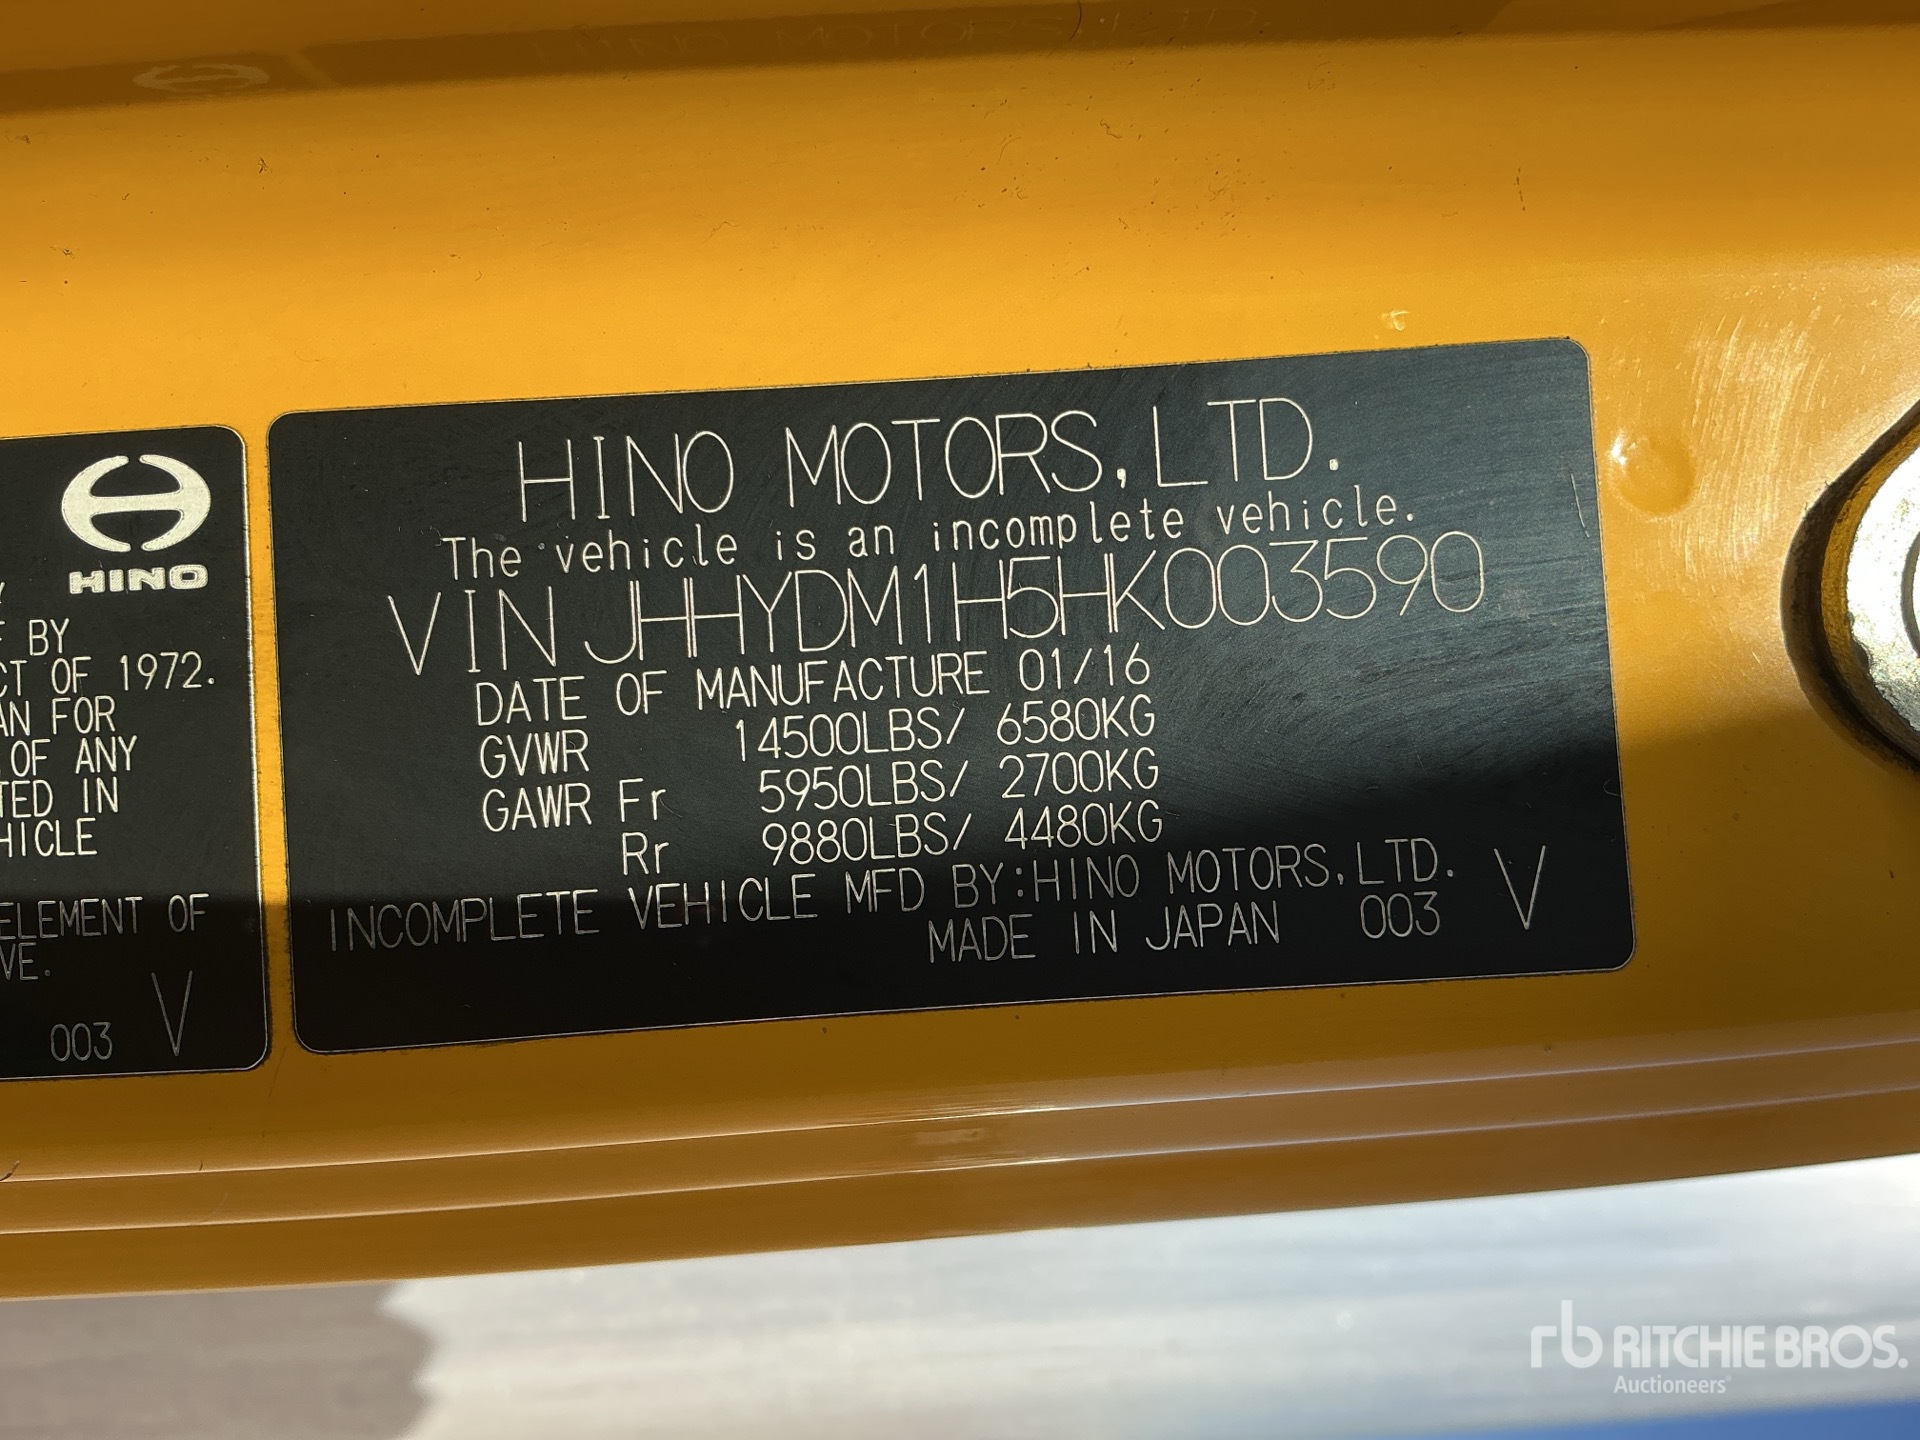 HINO
Y
F BY
CT OF 1972.
AN FOR
OF ANY
TED IN
HICLE
ELEMENT OF
VE.
003 V
HINO MOTORS, LTD.
The vehicle is an incomplete vehicle.
VIN JHHYDM1H5HK003590
DATE OF MANUFACTURE 01/16
GVWR 14500LBS/ 6580KG
GAWR Fr 5950LBS/ 2700KG
Rr 9880LBS/ 4480KG
INCOMPLETE VEHICLE MFD BY:HINO MOTORS, LTD.
MADE IN JAPAN 003 V
rb RITCHIE BROS.
Auctioneers